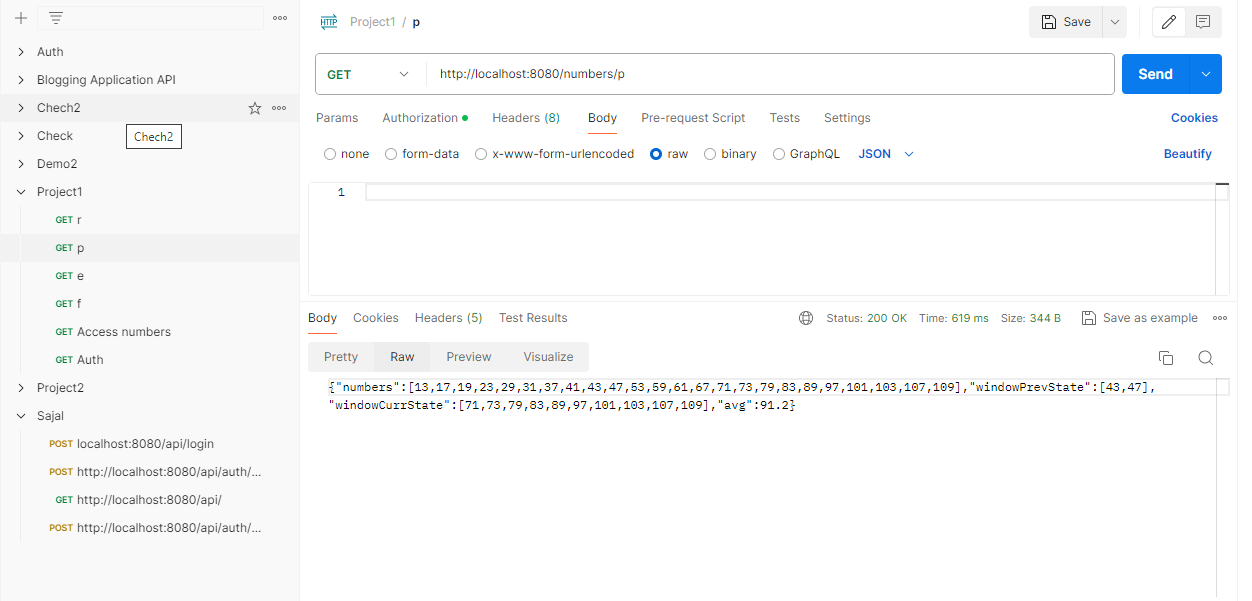 Auth
Blogging Application API
Chech2
Check
Chech2
Demo2
Project1
GET r
GET p
GET e
GET f
GET Access numbers
GET Auth
Project2
Sajal
POST localhost:8080/api/login
POST http://localhost:8080/api/auth/...
GET http://localhost:8080/api/
POST http://localhost:8080/api/auth/...
HTTP Project1 / p
Save
GET http://localhost:8080/numbers/p
Send
Params Authorization Headers (8) Body Pre-request Script Tests Settings Cookies
none form-data x-www-form-urlencoded raw binary GraphQL JSON Beautify
1
Body Cookies Headers (5) Test Results Status: 200 OK Time: 619 ms Size: 344 B Save as example
Pretty Raw Preview Visualize
{"numbers":[13,17,19,23,29,31,37,41,43,47,53,59,61,67,71,73,79,83,89,97,101,103,107,109],"windowPrevState":[43,47],
"windowCurrState":[71,73,79,83,89,97,101,103,107,109],"avg":91.2}